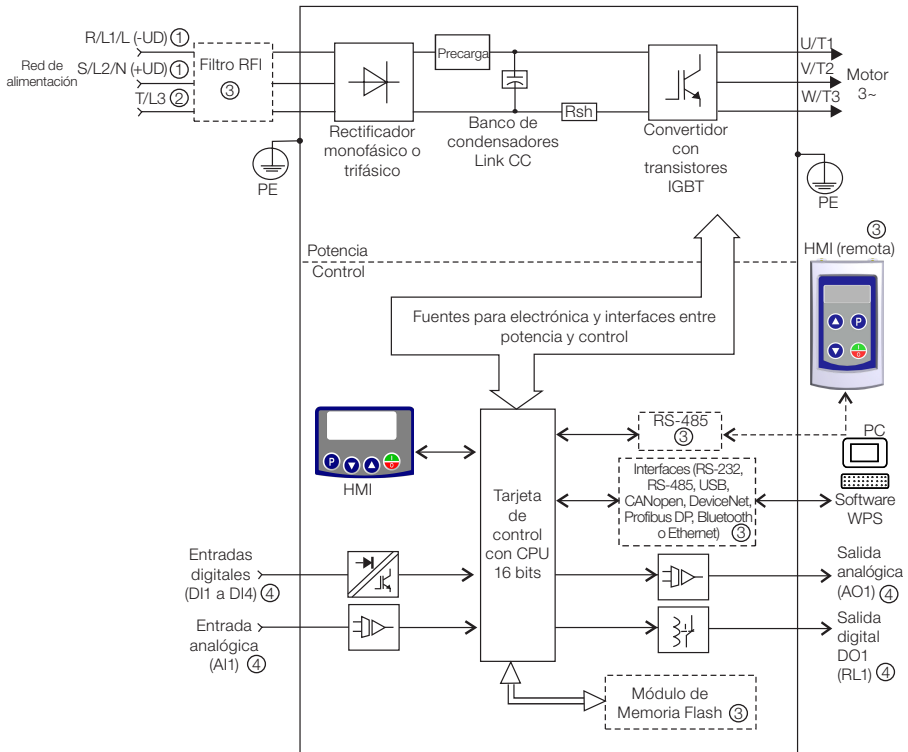 R/L1/L (-UD) ①
Red de
alimentación
S/L2/N (+UD) ①
T/L3 ②
Filtro RFI
③
PE
Rectificador
monofásico o
trifásico
Precarga
Banco de
condensadores
Link CC
Rsh
Convertidor
con
transistores
IGBT
U/T1
V/T2
W/T3
Motor
3~
PE
Potencia
Control
③
HMI (remota)
P
I
0
Fuentes para electrónica y interfaces entre
potencia y control
P
I
0
HMI
Tarjeta
de
control
con CPU
16 bits
RS-485
③
Interfaces (RS-232,
RS-485, USB,
CANopen, DeviceNet,
Profibus DP, Bluetooth
o Ethernet) ③
PC
Software
WPS
Entradas
digitales
(DI1 a DI4) ④
Entrada
analógica
(AI1) ④
Salida
analógica
(AO1) ④
Salida
digital
DO1
(RL1) ④
Módulo de
Memoria Flash ③